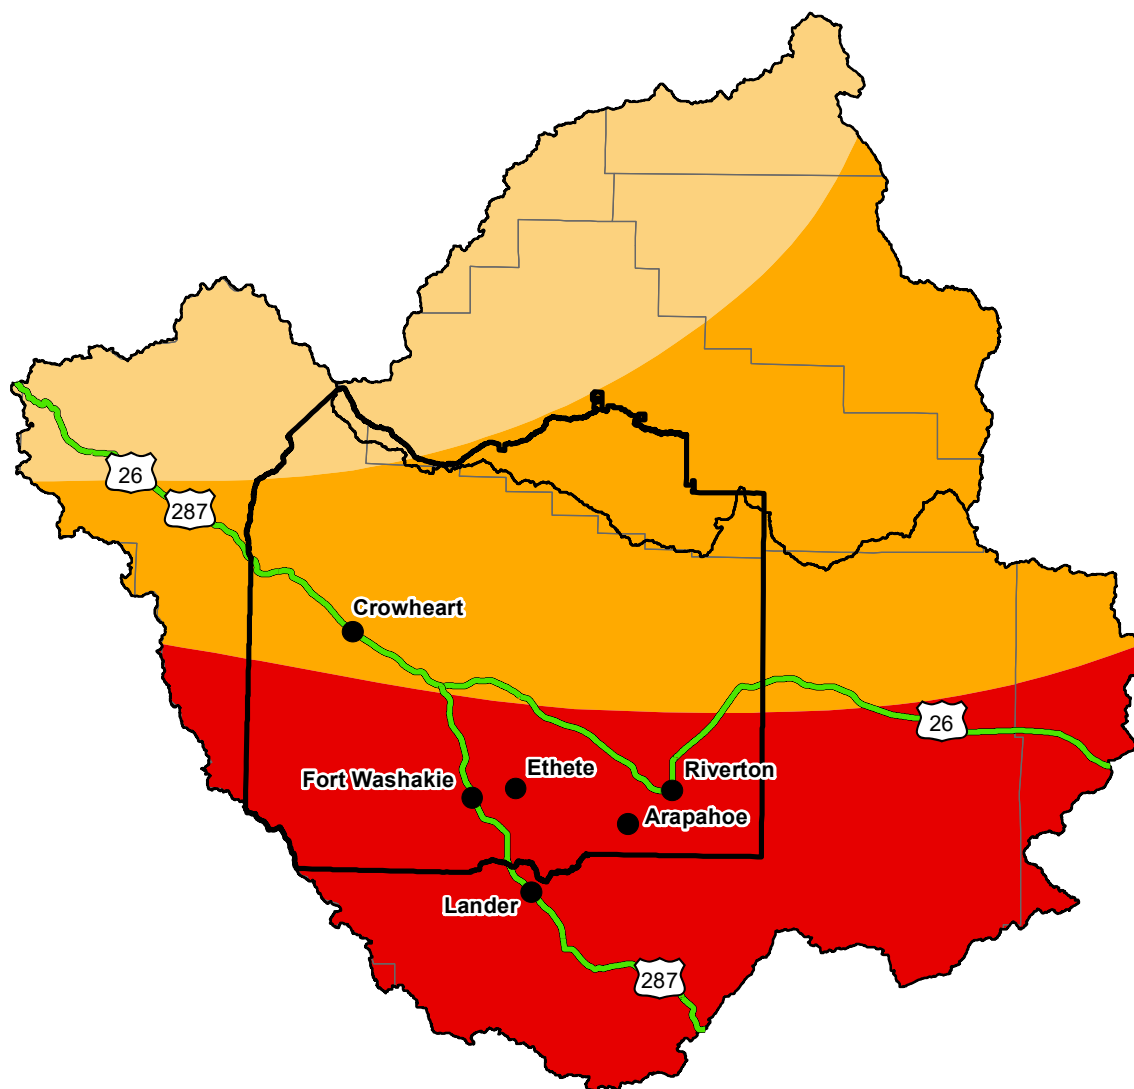 26
287
Crowheart
26
Ethete
Riverton
Fort Washakie
Arapahoe
Lander
287